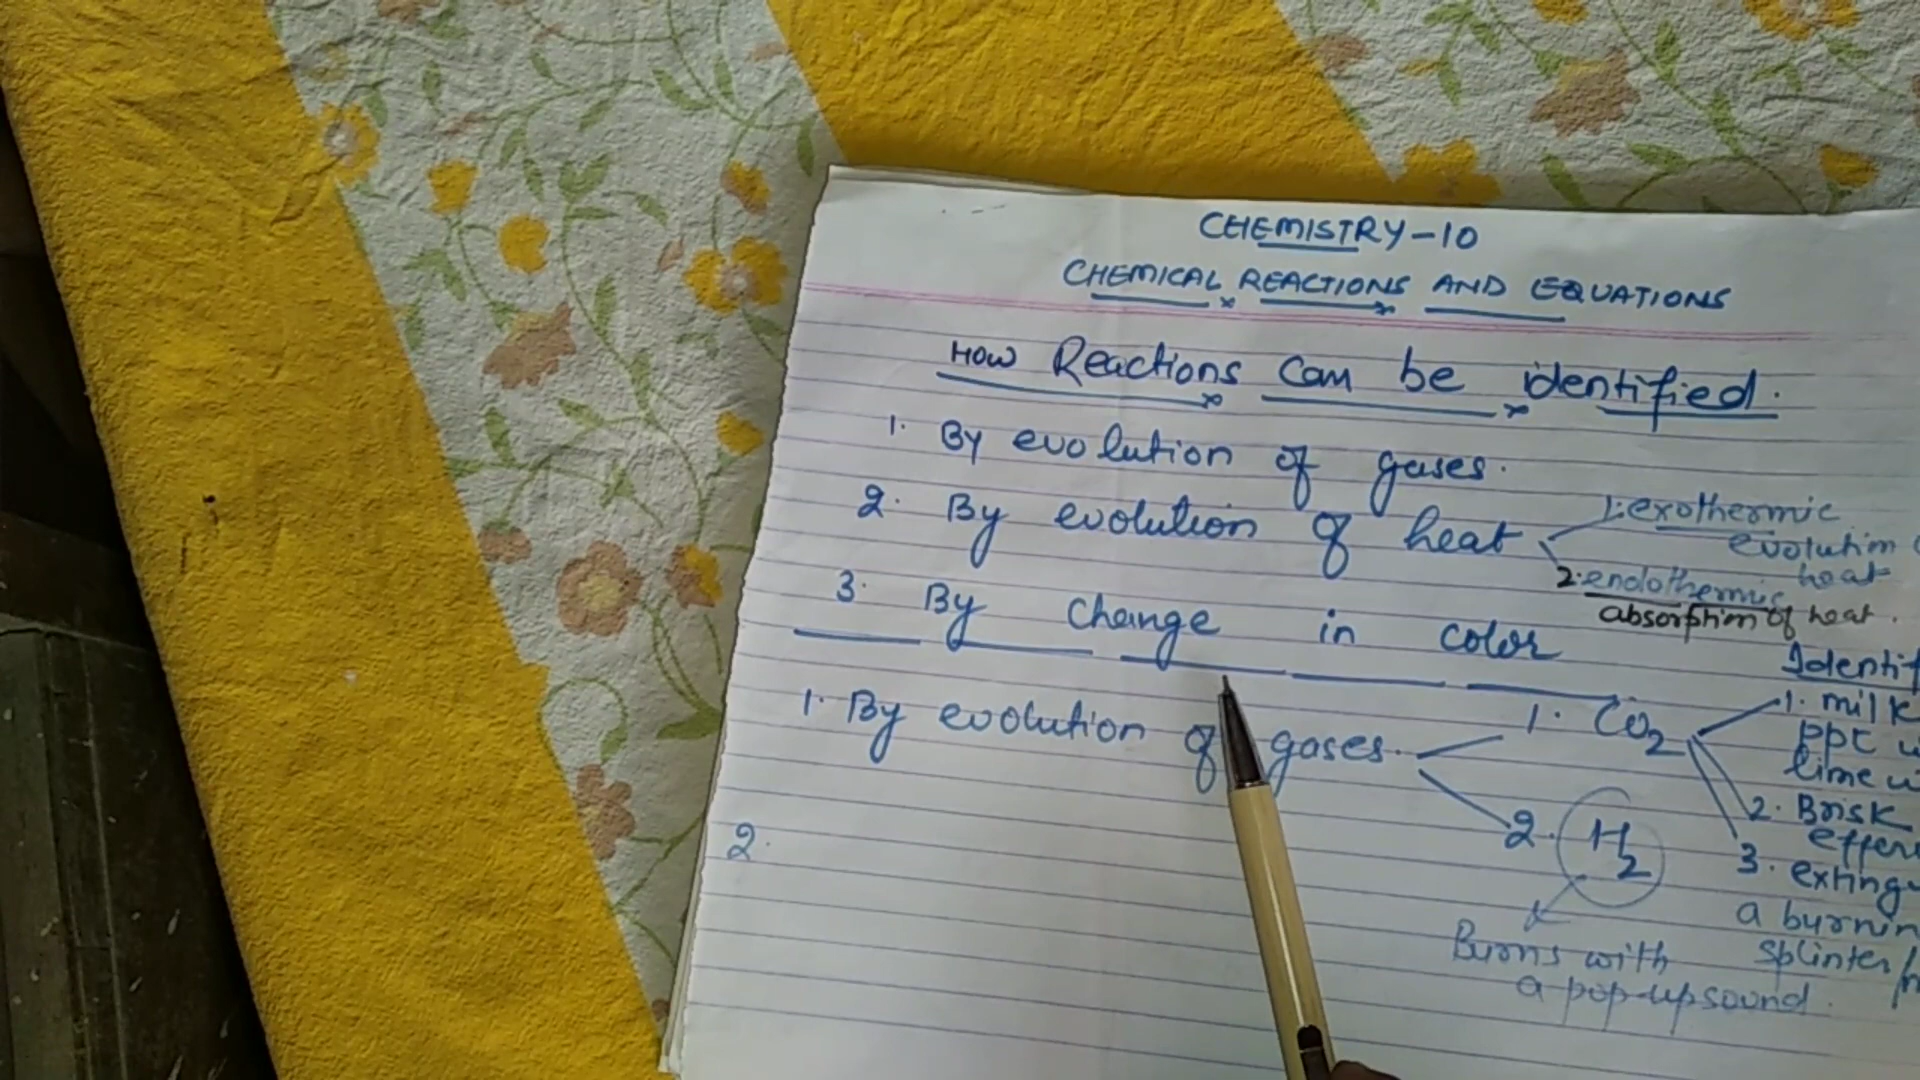 CHEMISTRY-10
CHEMICAL REACTIONS AND EQUATIONS
HOW Reactions can be identified.
1. By evolution of gases.
2. By evolution of heat
1. exothermic
evolution
heat
2. endothermic
absorption of heat.
3. By Change in color
1. By evolution of gases.
1. CO2
Identif
1. milk
ppt
lime
2. Brisk
effer
3. exting
a burnin
splinter/
2. H2
Burns with
a pop-up sound.
2.